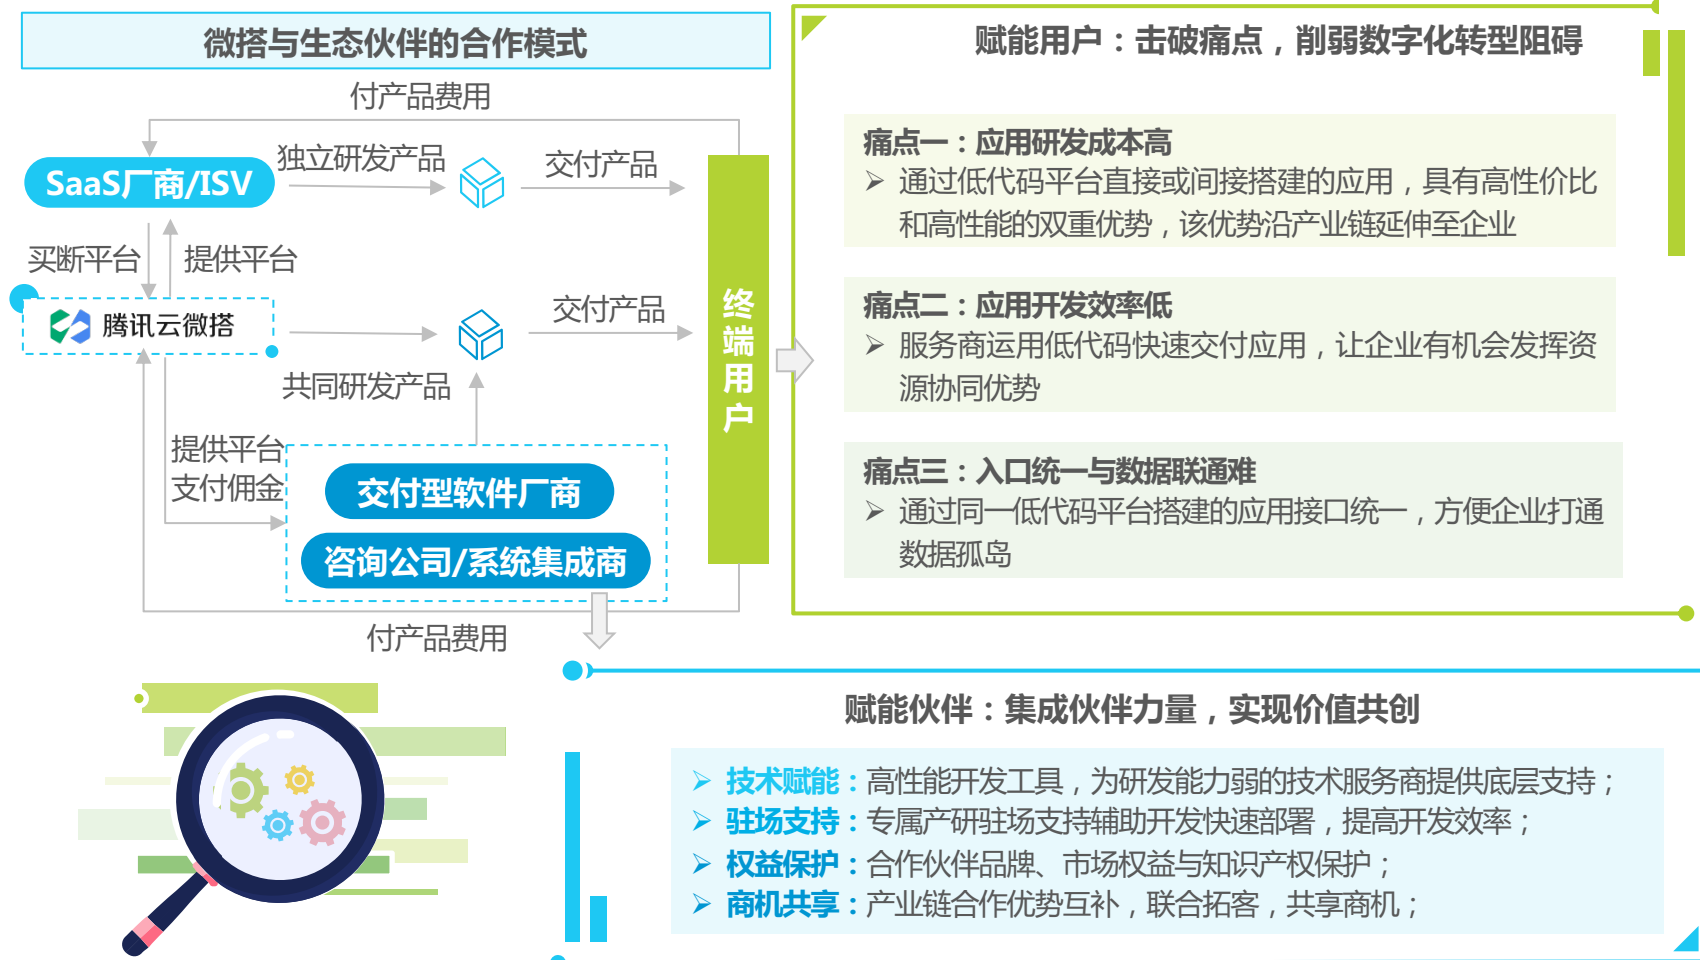 微搭与生态伙伴的合作模式
付产品费用
SaaS厂商/ISV
独立研发产品
交付产品
买断平台
提供平台
腾讯云微搭
共同研发产品
交付产品
终端用户
提供平台
支付佣金
交付型软件厂商
咨询公司/系统集成商
付产品费用
赋能用户：击破痛点，削弱数字化转型阻碍
痛点一：应用研发成本高
通过低代码平台直接或间接搭建的应用，具有高性价比
和高性能的双重优势，该优势沿产业链延伸至企业
痛点二：应用开发效率低
服务商运用低代码快速交付应用，让企业有机会发挥资
源协同优势
痛点三：入口统一与数据联通难
通过同一低代码平台搭建的应用接口统一，方便企业打通
数据孤岛
赋能伙伴：集成伙伴力量，实现价值共创
技术赋能：高性能开发工具，为研发能力弱的技术服务商提供底层支持；
驻场支持：专属产研驻场支持辅助开发快速部署，提高开发效率；
权益保护：合作伙伴品牌、市场权益与知识产权保护；
商机共享：产业链合作优势互补，联合拓客，共享商机；